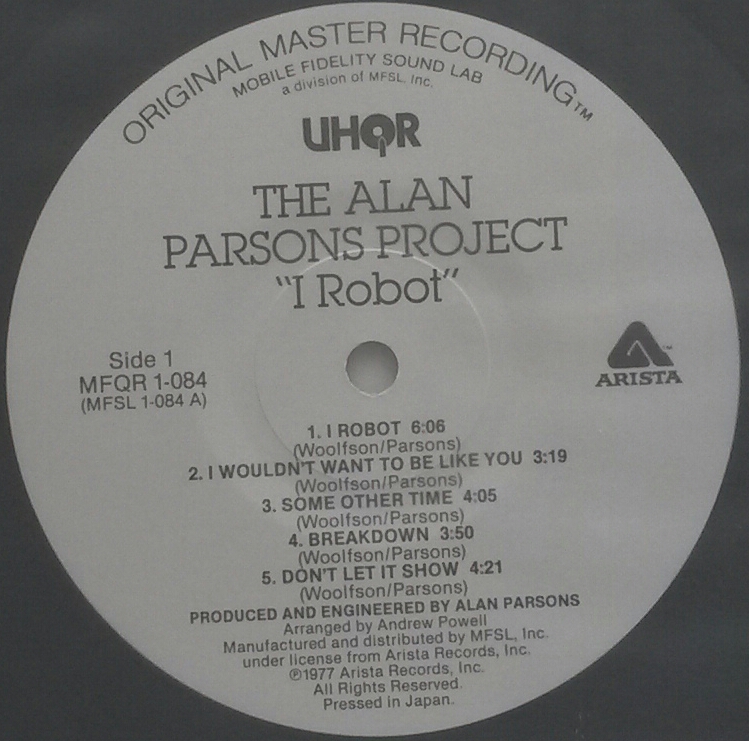 ORIGINAL MASTER RECORDING™
MOBILE FIDELITY SOUND LAB
a division of MFSL, Inc.
UHQR
THE ALAN
PARSONS PROJECT
"I Robot"
Side 1
MFQR 1-084
(MFSL 1-084 A)
ARISTA™
1. I ROBOT 6:06
(Woolfson/Parsons)
2. I WOULDN'T WANT TO BE LIKE YOU 3:19
(Woolfson/Parsons)
3. SOME OTHER TIME 4:05
(Woolfson/Parsons)
4. BREAKDOWN 3:50
(Woolfson/Parsons)
5. DON'T LET IT SHOW 4:21
(Woolfson/Parsons)
PRODUCED AND ENGINEERED BY ALAN PARSONS
Arranged by Andrew Powell
Manufactured and distributed by MFSL, Inc.
under license from Arista Records, Inc.
℗1977 Arista Records, Inc.
All Rights Reserved.
Pressed in Japan.